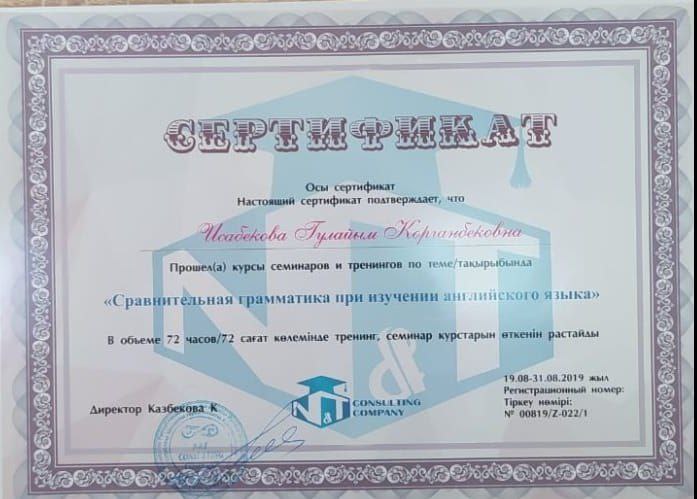 СЕРТИФИКАТ
Осы сертификат
Настоящий сертификат подтверждает, что
Исабекова Гулайым Корганбековна
Прошел(а) курсы семинаров и тренингов по теме/тақырыбында
«Сравнительная грамматика при изучении английского языка»
В объеме 72 часов/72 сағат көлемінде тренинг, семинар курстарын өткенін растайды
N&T
19.08-31.08.2019 жыл
Регистрационный номер:
Тіркеу нөмірі:
№ 00819/Z-022/1
Директор Казбекова К
N&T CONSULTING
COMPANY